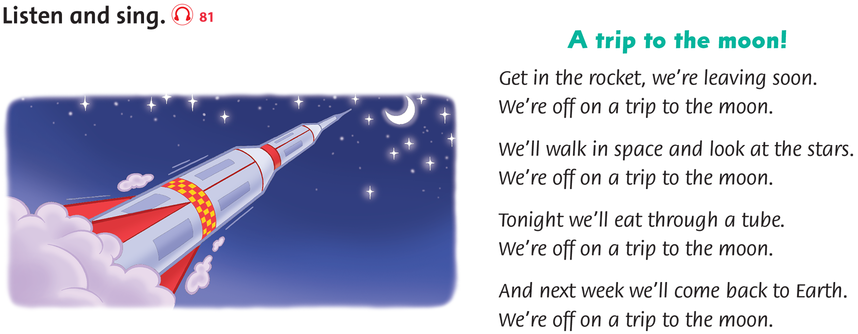 Listen and sing. 81
A trip to the moon!
Get in the rocket, we're leaving soon.
We're off on a trip to the moon.
We'll walk in space and look at the stars.
We're off on a trip to the moon.
Tonight we'll eat through a tube.
We're off on a trip to the moon.
And next week we'll come back to Earth.
We're off on a trip to the moon.